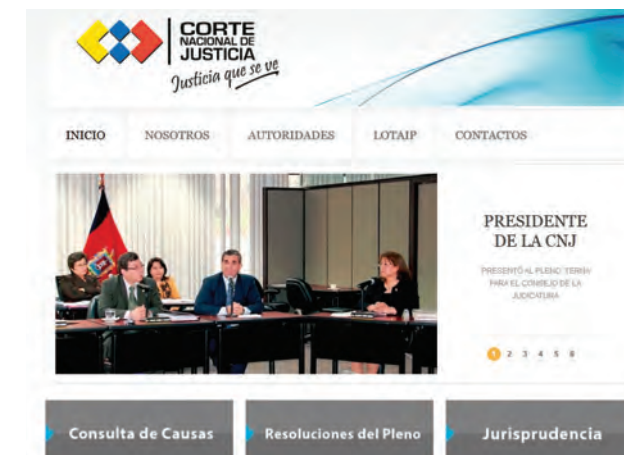 CORTE
NACIONAL DE
JUSTICIA
Justicia que se ve
INICIO NOSOTROS AUTORIDADES LOTAIP CONTACTOS
PRESIDENTE
DE LA CNJ
PRESENTÓ AL PLENO TERNA
PARA EL CONSEJO DE LA
JUDICATURA
1 2 3 4 5 6
Consulta de Causas Resoluciones del Pleno Jurisprudencia